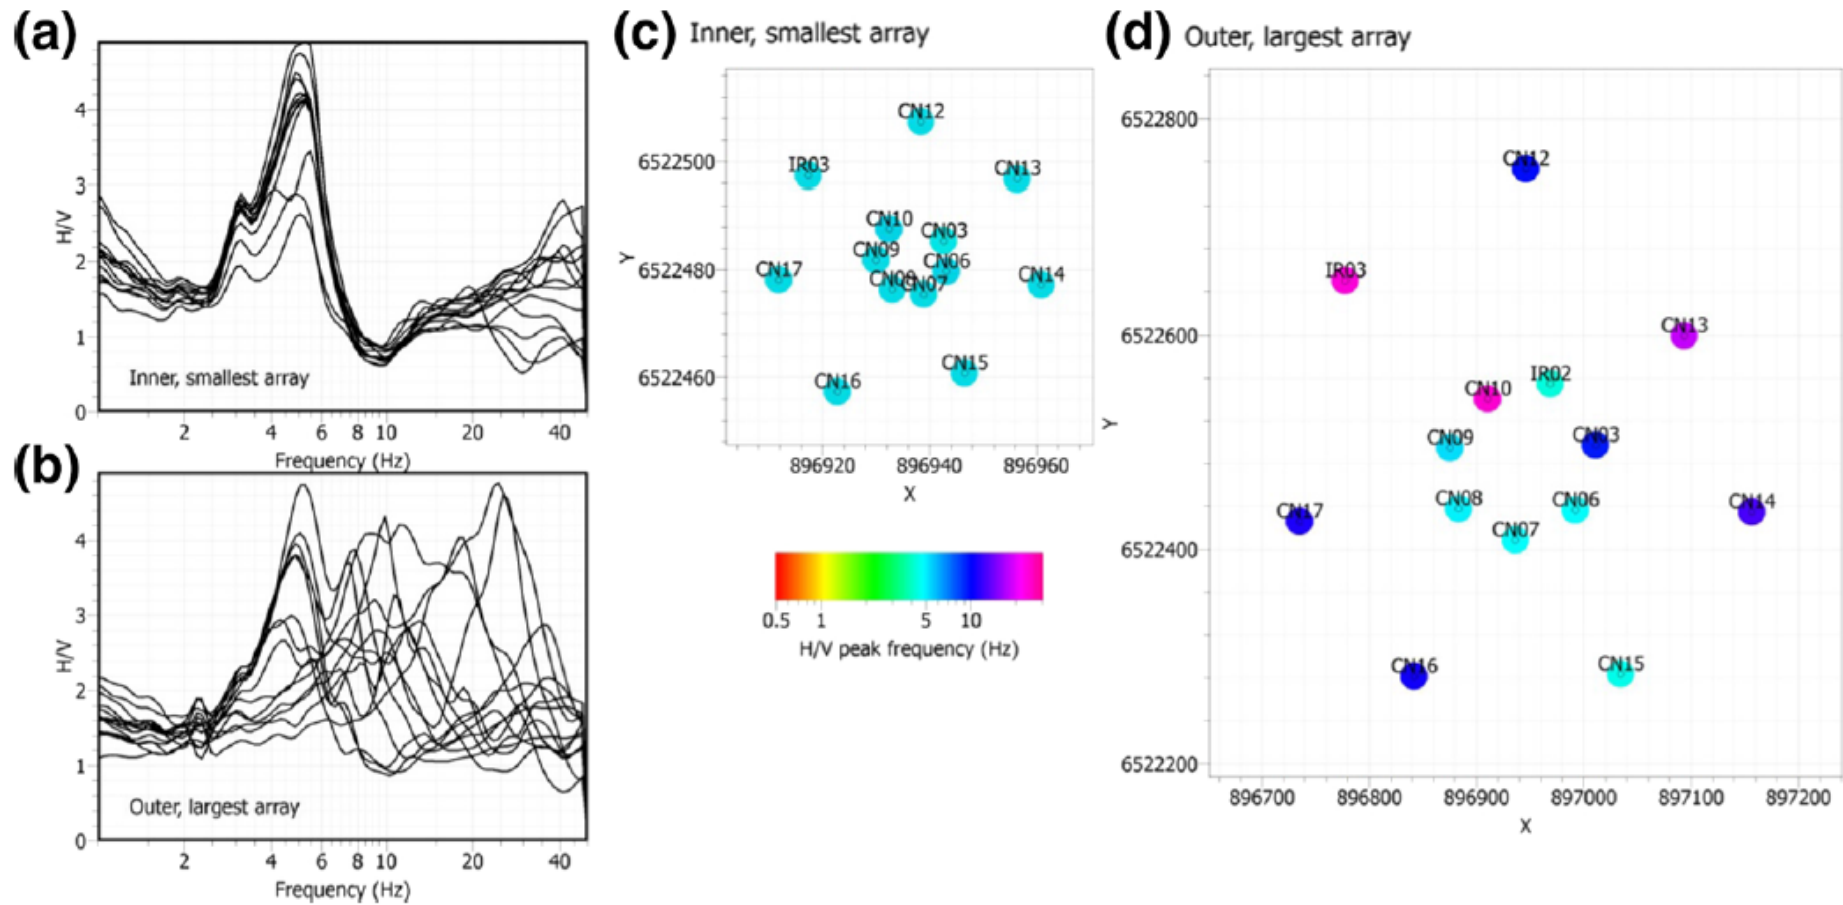 (a)
4
3
2
1
0
H/V
Inner, smallest array
2 4 6 8 10 20 40
Frequency (Hz)
(b)
4
3
2
1
0
H/V
Outer, largest array
2 4 6 8 10 20 40
Frequency (Hz)
(c) Inner, smallest array
6522500
6522480
6522460
Y
CN12
IR03
CN13
CN10
CN03
CN09
CN06
CN17
CN14
CN07
CN15
CN16
896920 896940 896960
X
0.5 1 5 10
H/V peak frequency (Hz)
(d) Outer, largest array
6522800
6522600
6522400
6522200
Y
CN12
IR03
CN13
IR02
CN10
CN09
CN03
CN08
CN06
CN17
CN14
CN07
CN16
CN15
896700 896800 896900 897000 897100 897200
X